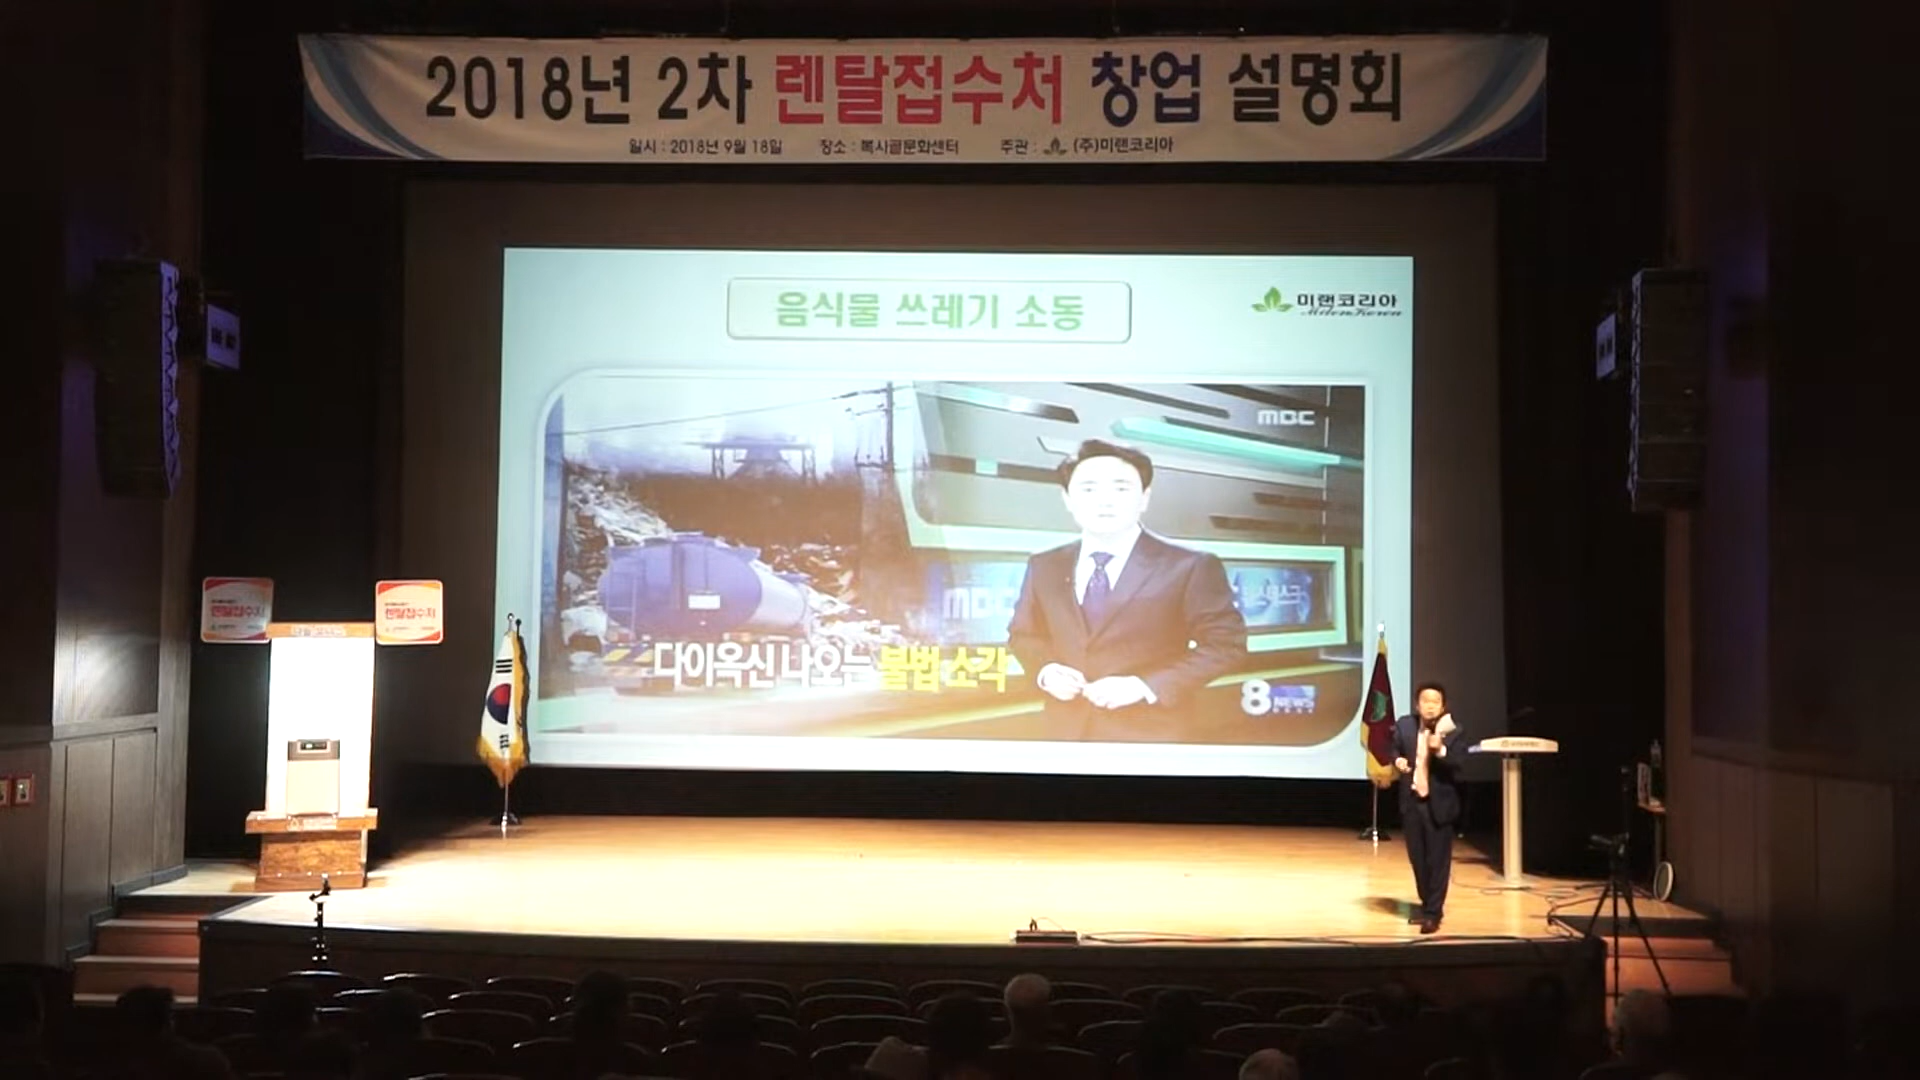 2018년 2차 렌탈접수처 창업 설명회
일시 : 2018년 9월 18일 장소 : 복사골문화센터 주관 : (주)미랜코리아
음식물 쓰레기 소동
미랜코리아
MilenKorea
mbc
mbc
다이옥신 나오는 불법 소각
8 NEWS
렌탈접수처
렌탈접수처